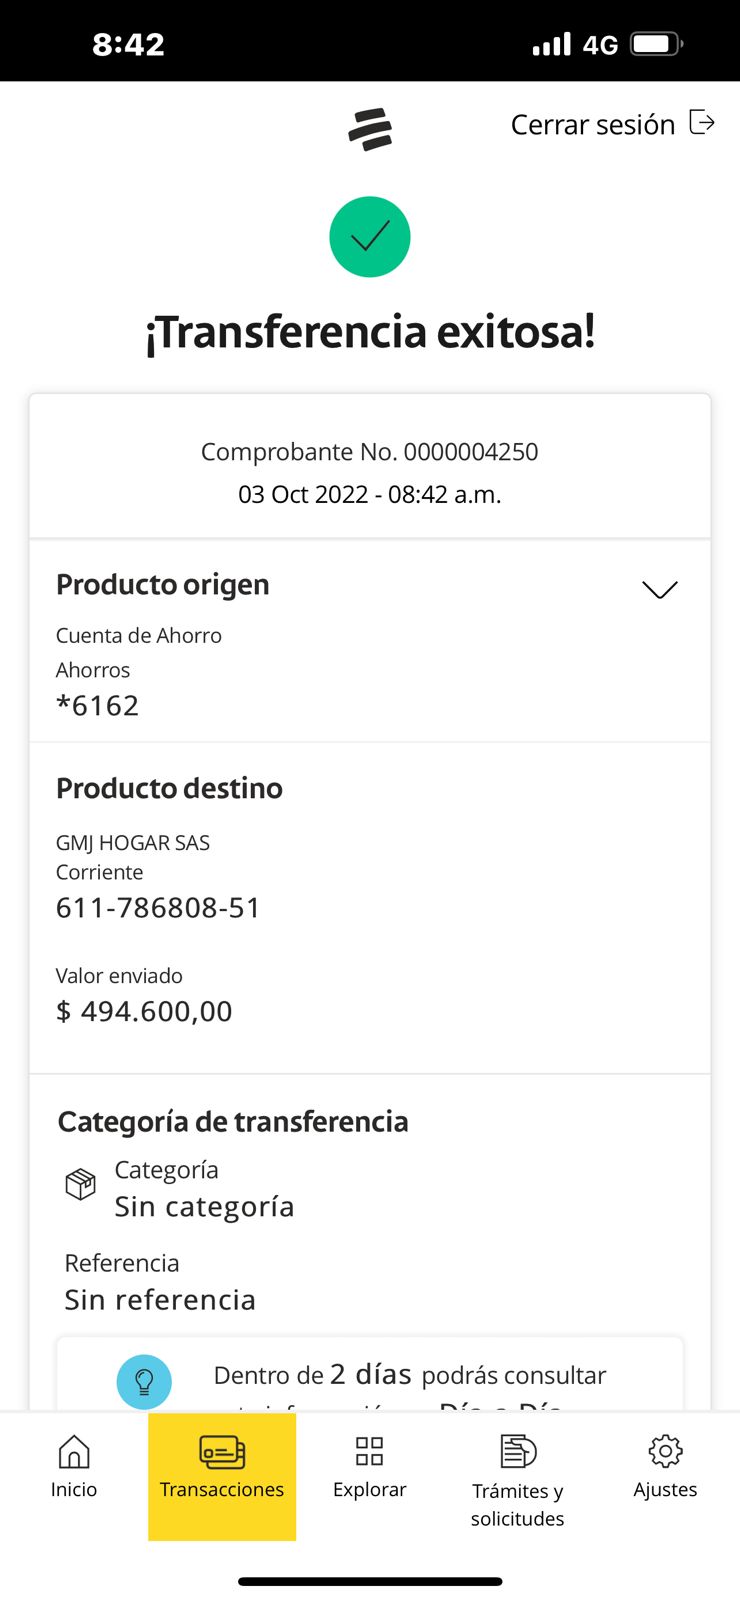 8:42
4G
Cerrar sesión
¡Transferencia exitosa!
Comprobante No. 0000004250
03 Oct 2022 - 08:42 a.m.
Producto origen
Cuenta de Ahorro
Ahorros
*6162
Producto destino
GMJ HOGAR SAS
Corriente
611-786808-51
Valor enviado
$ 494.600,00
Categoría de transferencia
Categoría
Sin categoría
Referencia
Sin referencia
Dentro de 2 días podrás consultar
Día a Día
Inicio
Transacciones
Explorar
Trámites y
solicitudes
Ajustes